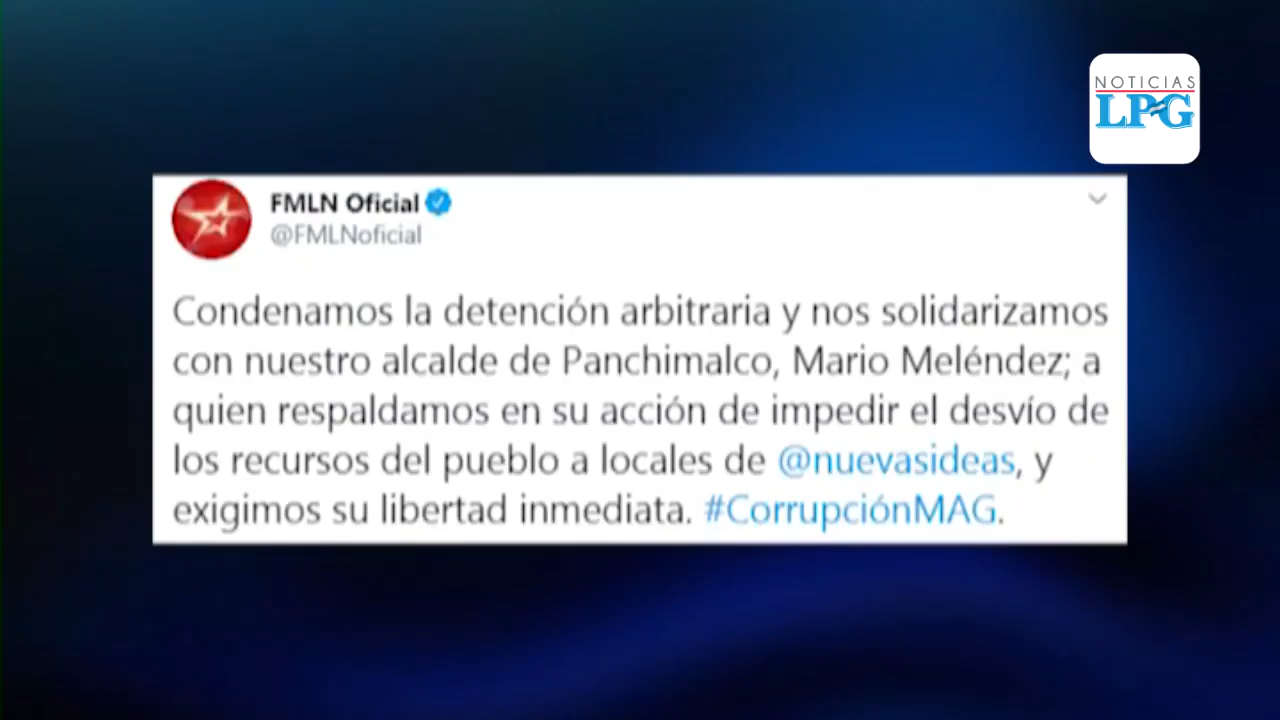 NOTICIAS
LPG
FMLN Oficial
@FMLNoficial
Condenamos la detención arbitraria y nos solidarizamos
con nuestro alcalde de Panchimalco, Mario Meléndez; a
quien respaldamos en su acción de impedir el desvío de
los recursos del pueblo a locales de @nuevasideas, y
exigimos su libertad inmediata. #CorrupciónMAG.